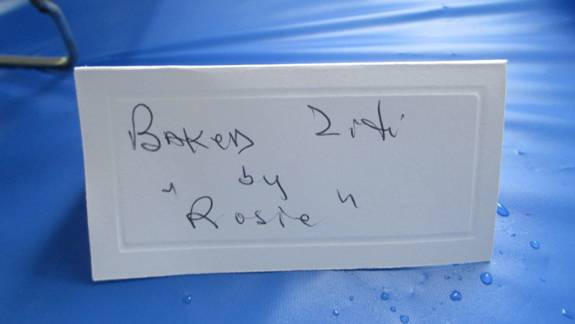 Baked Ziti
by
"Rosie"